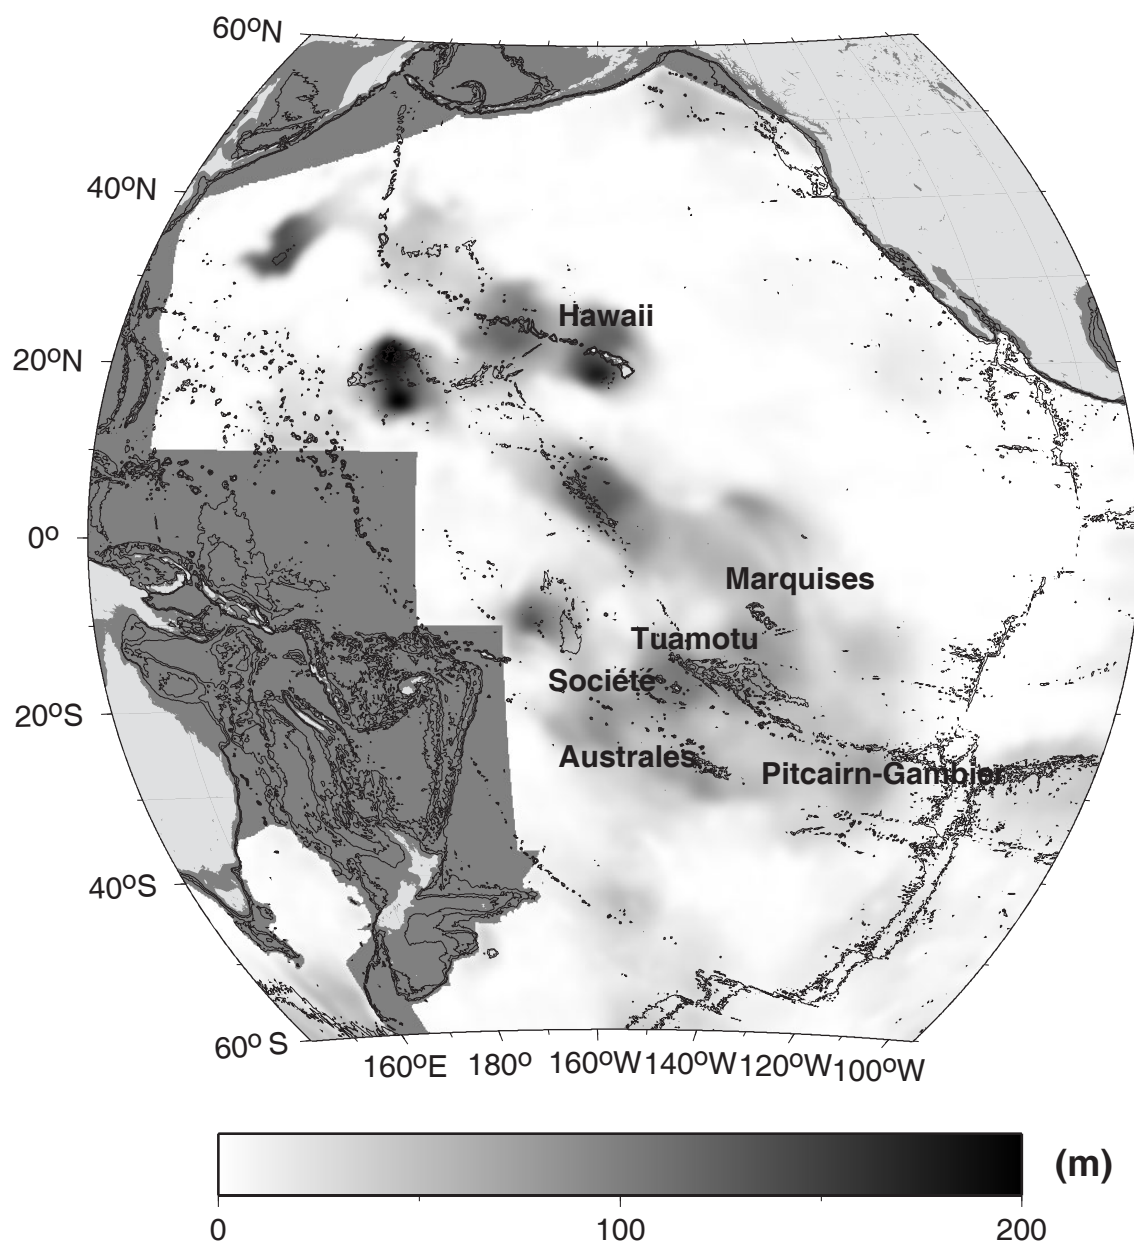 60ºN
40ºN
20ºN
0º
20ºS
40ºS
60º S
Hawaii
Marquises
Tuamotu
Société
Australes
Pitcairn-Gambier
160ºE 180º 160ºW 140ºW 120ºW 100ºW
(m)
0 100 200